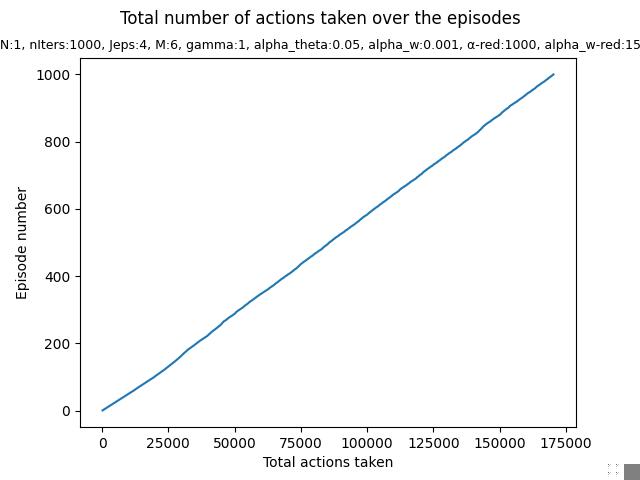 Total number of actions taken over the episodes
N:1, nIters:1000, Jeps:4, M:6, gamma:1, alpha_theta:0.05, alpha_w:0.001, α-red:1000, alpha_w-red:15
1000
800
600
400
200
0
Episode number
0 25000 50000 75000 100000 125000 150000 175000
Total actions taken